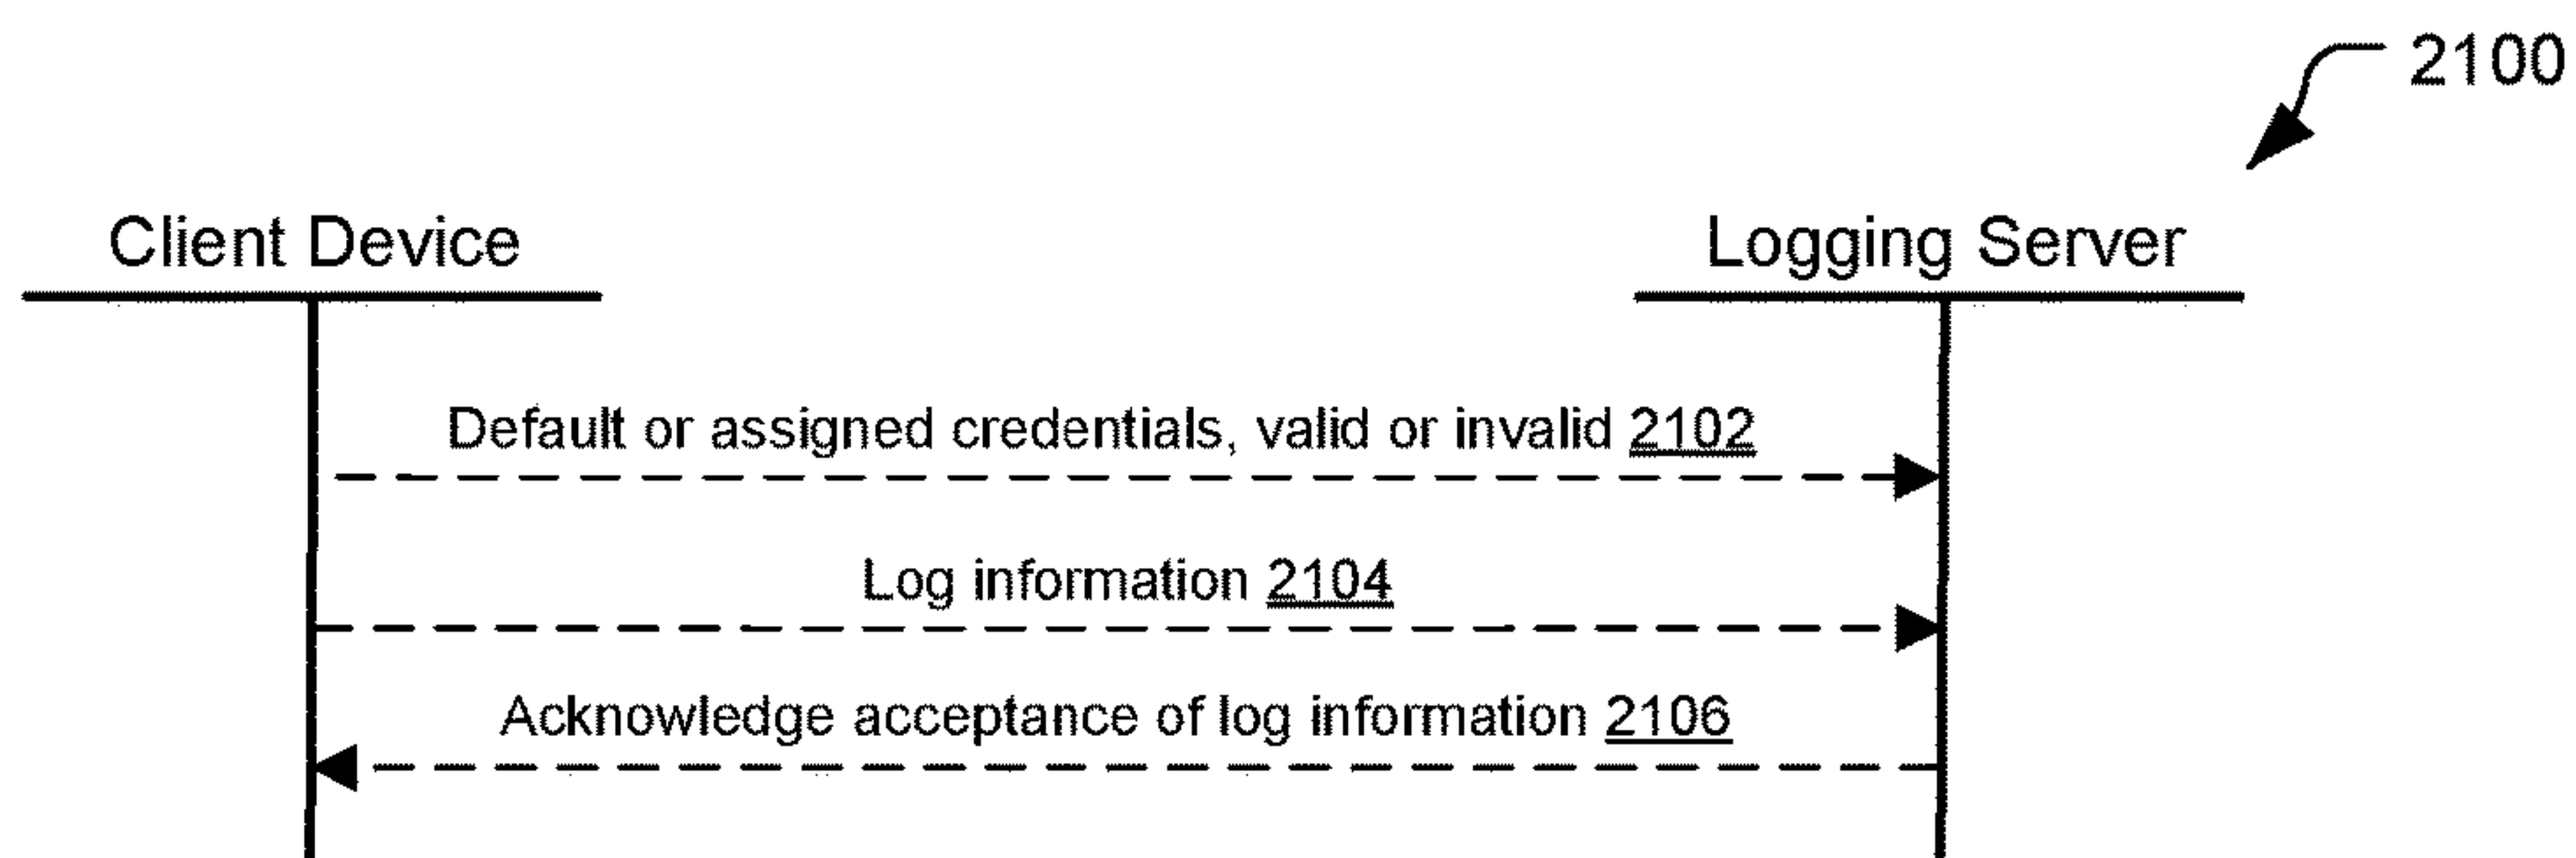 2100
Client Device
Logging Server
Default or assigned credentials, valid or invalid 2102
Log information 2104
Acknowledge acceptance of log information 2106